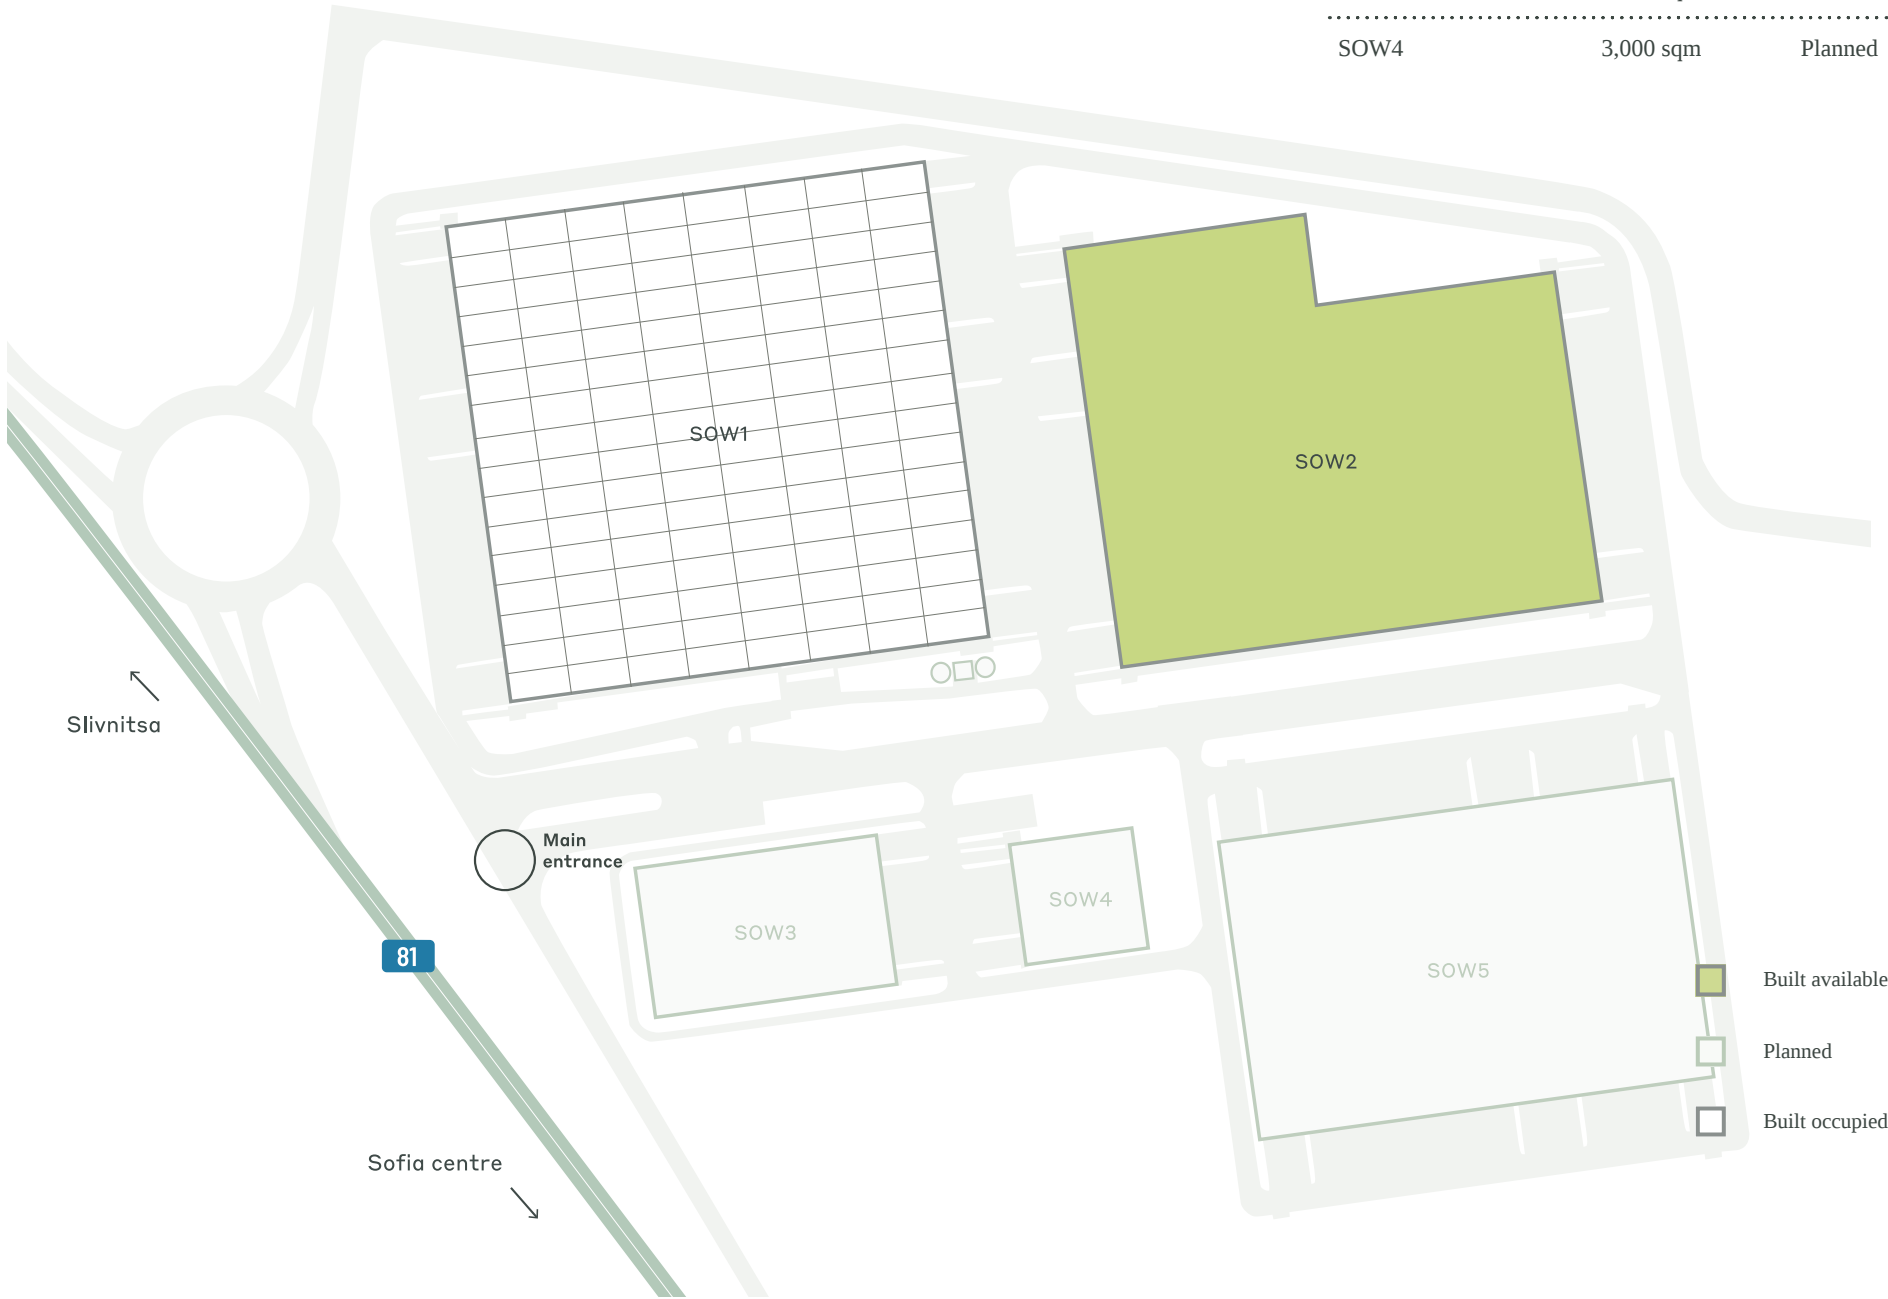 SOW4 3,000 sqm Planned
SOW1
SOW2
Slivnitsa
Main
entrance
SOW3
SOW4
81
SOW5
Built available
Planned
Built occupied
Sofia centre